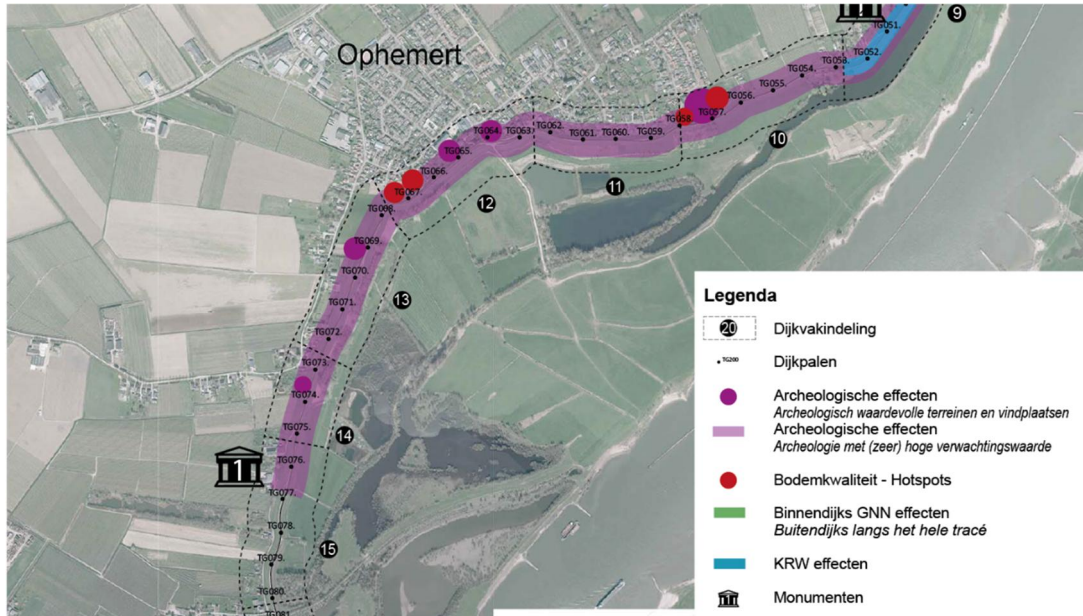 Ophemert
9
TG051.
TG052.
TG053.
TG054.
TG055.
TG056.
TG057.
TG058.
10
TG059.
TG060.
TG061.
TG062.
11
TG063.
TG064.
TG065.
TG066.
TG067.
12
TG068.
TG069.
TG070.
TG071.
TG072.
13
TG073.
TG074.
TG075.
14
1
TG076.
TG077.
TG078.
TG079.
TG080.
TG081.
15
Legenda
20 Dijkvakindeling
TG200 Dijkpalen
Archeologische effecten
Archeologisch waardevolle terreinen en vindplaatsen
Archeologische effecten
Archeologie met (zeer) hoge verwachtingswaarde
Bodemkwaliteit - Hotspots
Binnendijks GNN effecten
Buitendijks langs het hele tracé
KRW effecten
Monumenten